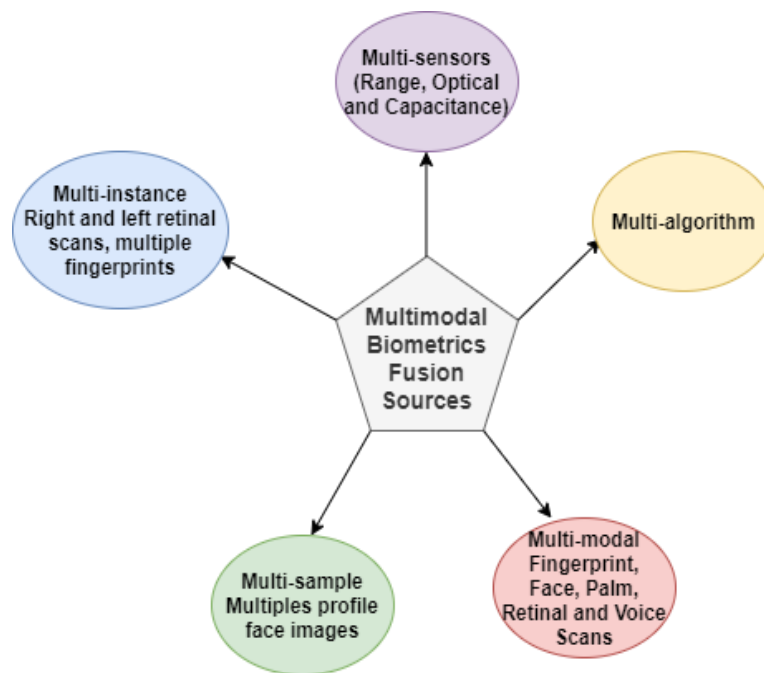 Multi-sensors
(Range, Optical
and Capacitance)
Multi-instance
Right and left retinal
scans, multiple
fingerprints
Multi-algorithm
Multimodal
Biometrics
Fusion
Sources
Multi-sample
Multiples profile
face images
Multi-modal
Fingerprint,
Face, Palm,
Retinal and Voice
Scans